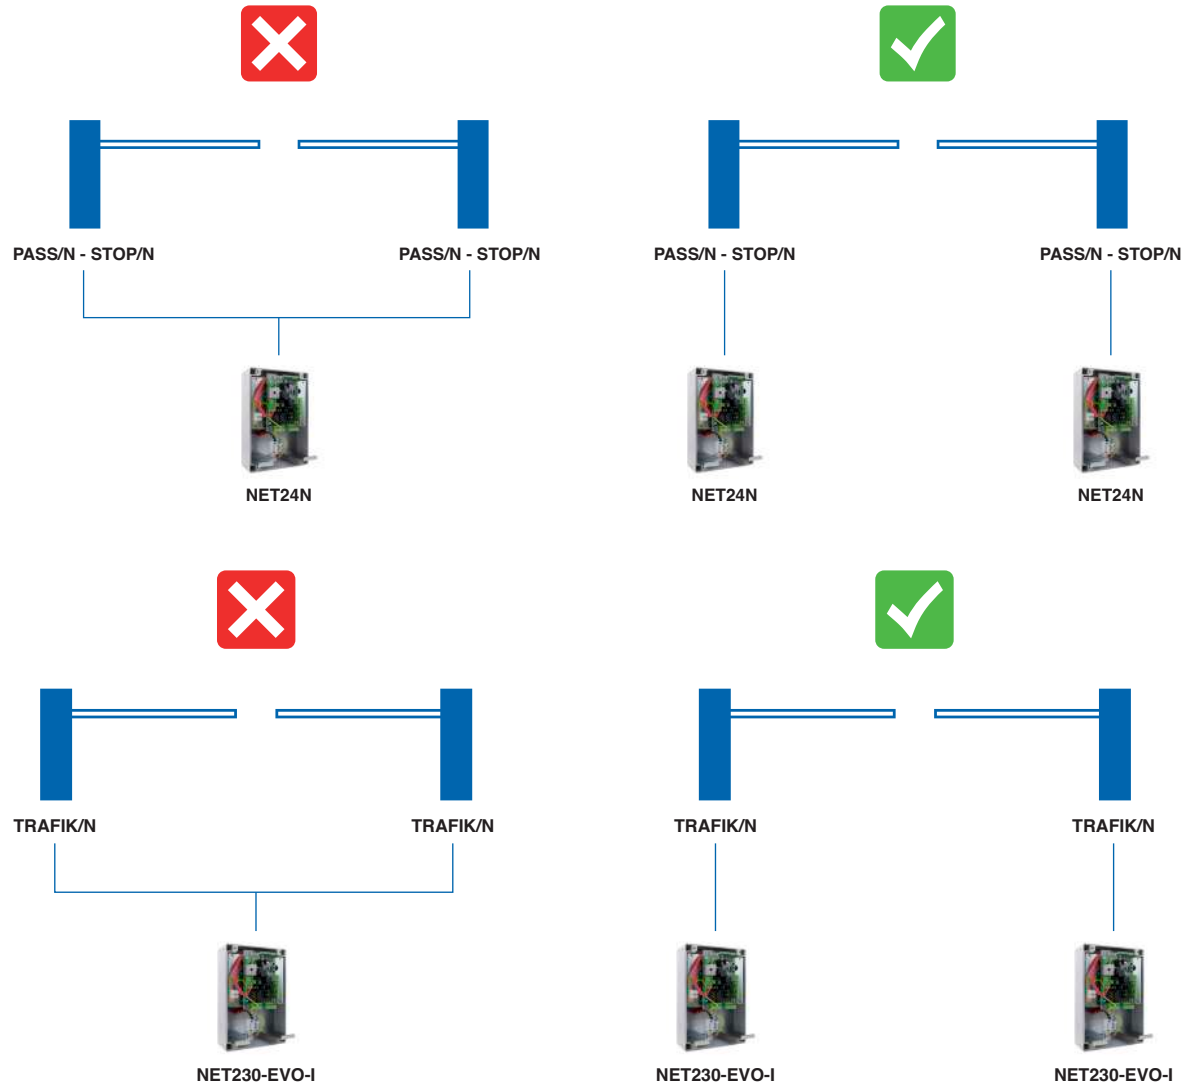 PASS/N - STOP/N PASS/N - STOP/N PASS/N - STOP/N PASS/N - STOP/N
NET24N NET24N NET24N
TRAFIK/N TRAFIK/N TRAFIK/N TRAFIK/N
NET230-EVO-I NET230-EVO-I NET230-EVO-I